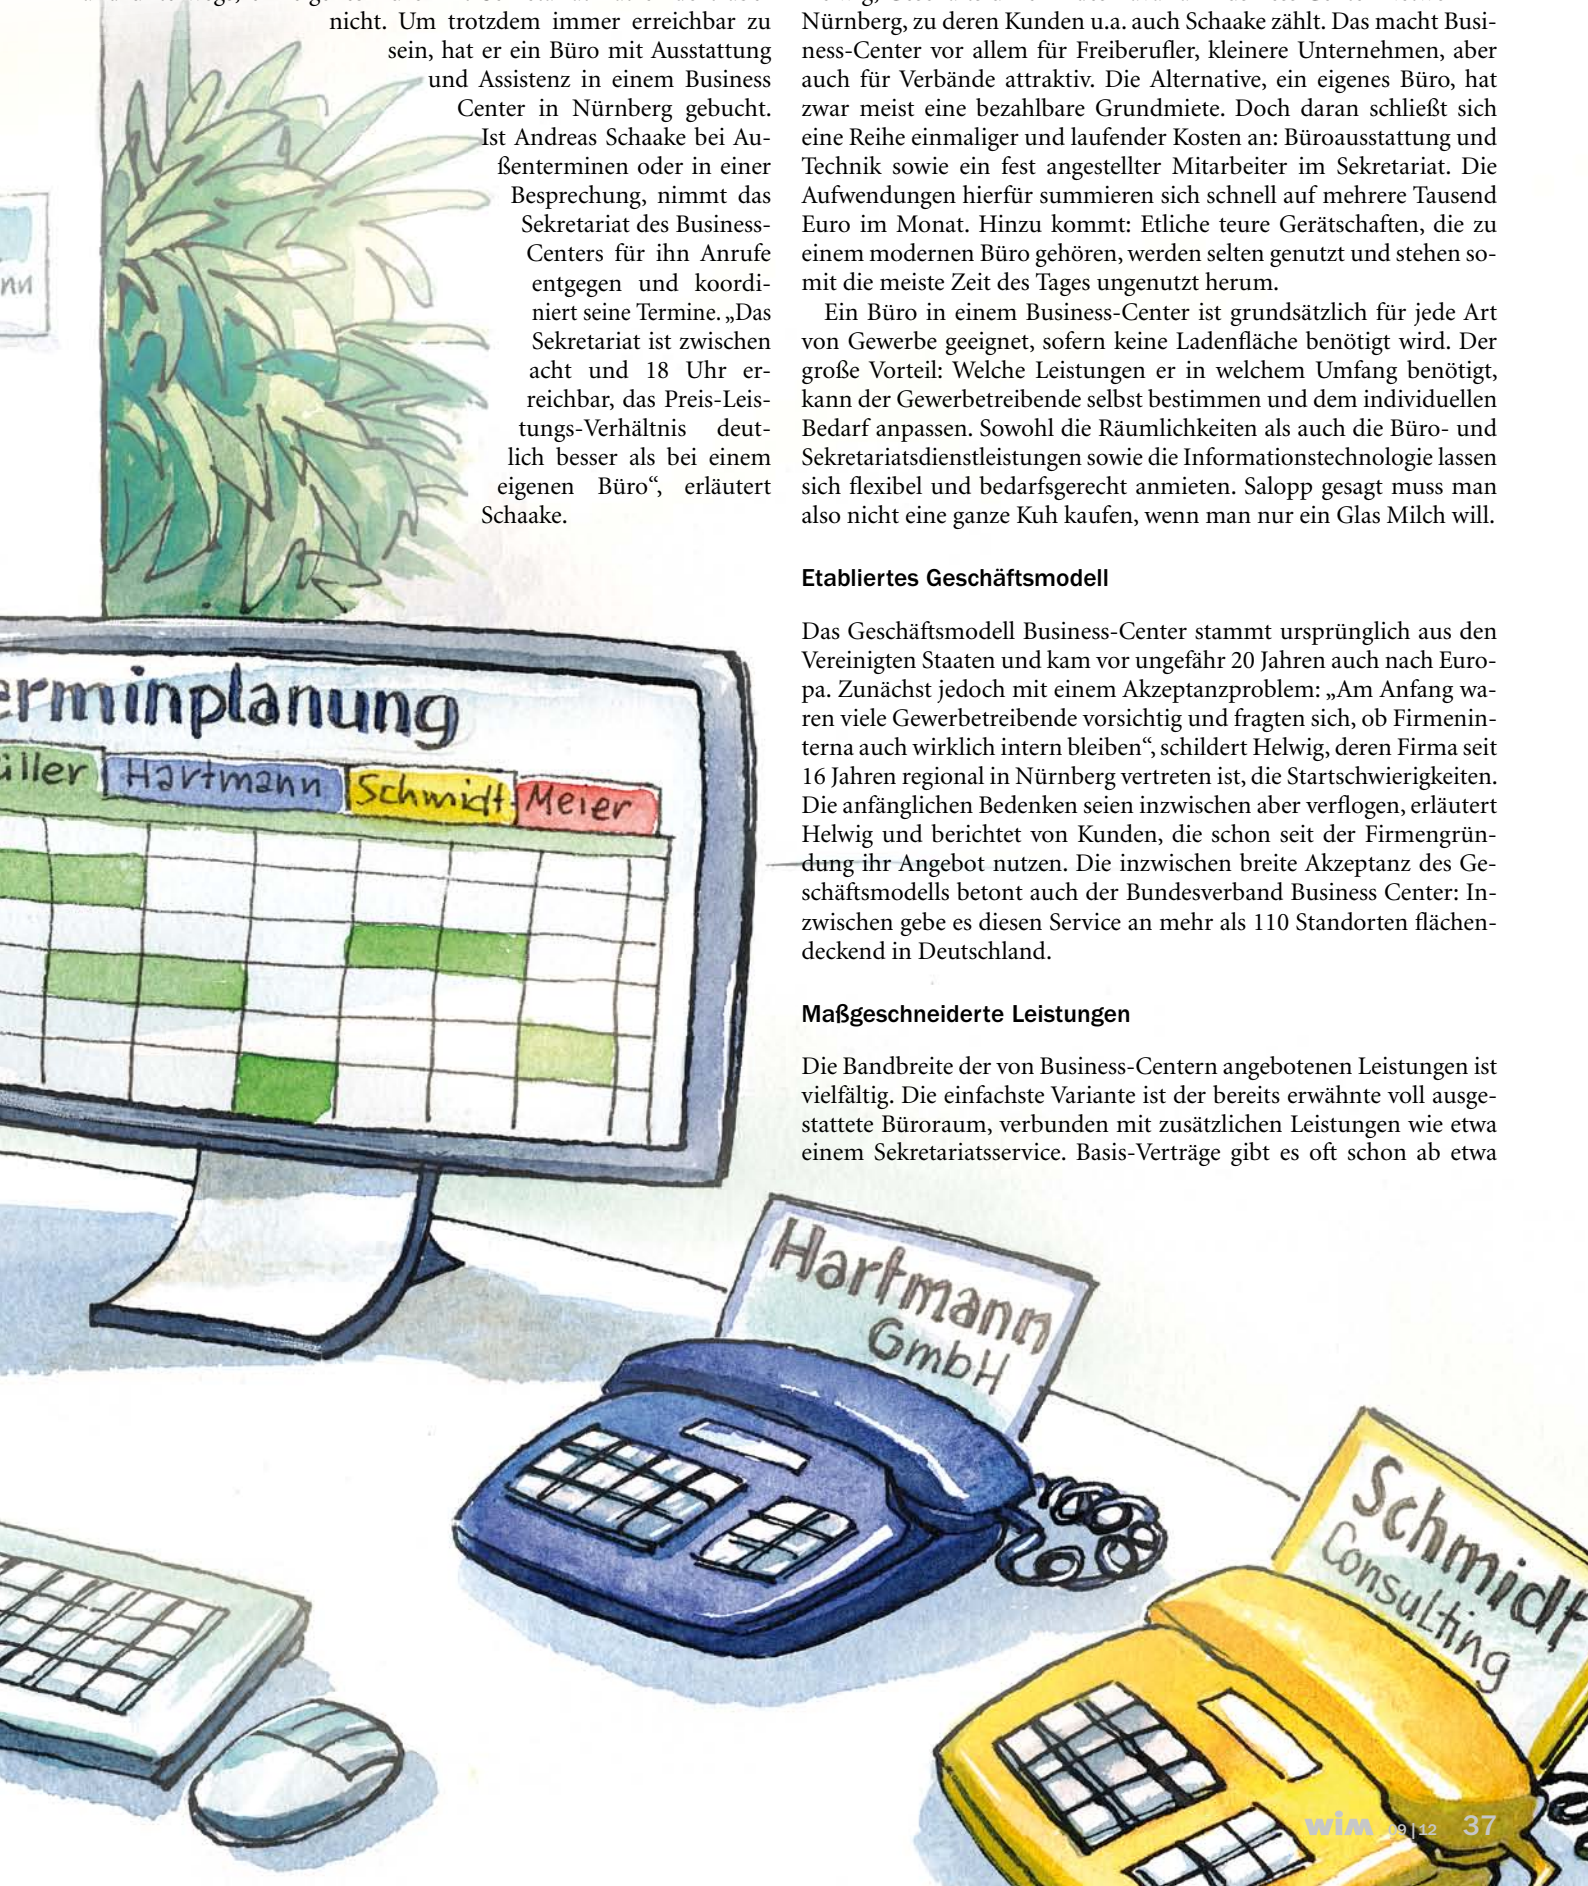 nicht. Um trotzdem immer erreichbar zu
sein, hat er ein Büro mit Ausstattung
und Assistenz in einem Business
Center in Nürnberg gebucht.
Ist Andreas Schaake bei Au-
ßenterminen oder in einer
Besprechung, nimmt das
Sekretariat des Business-
Centers für ihn Anrufe
entgegen und koordi-
niert seine Termine. „Das
Sekretariat ist zwischen
acht und 18 Uhr er-
reichbar, das Preis-Leis-
tungs-Verhältnis deut-
lich besser als bei einem
eigenen Büro“, erläutert
Schaake.
Nürnberg, zu deren Kunden u.a. auch Schaake zählt. Das macht Busi-
ness-Center vor allem für Freiberufler, kleinere Unternehmen, aber
auch für Verbände attraktiv. Die Alternative, ein eigenes Büro, hat
zwar meist eine bezahlbare Grundmiete. Doch daran schließt sich
eine Reihe einmaliger und laufender Kosten an: Büroausstattung und
Technik sowie ein fest angestellter Mitarbeiter im Sekretariat. Die
Aufwendungen hierfür summieren sich schnell auf mehrere Tausend
Euro im Monat. Hinzu kommt: Etliche teure Gerätschaften, die zu
einem modernen Büro gehören, werden selten genutzt und stehen so-
mit die meiste Zeit des Tages ungenutzt herum.
Ein Büro in einem Business-Center ist grundsätzlich für jede Art
von Gewerbe geeignet, sofern keine Ladenfläche benötigt wird. Der
große Vorteil: Welche Leistungen er in welchem Umfang benötigt,
kann der Gewerbetreibende selbst bestimmen und dem individuellen
Bedarf anpassen. Sowohl die Räumlichkeiten als auch die Büro- und
Sekretariatsdienstleistungen sowie die Informationstechnologie lassen
sich flexibel und bedarfsgerecht anmieten. Salopp gesagt muss man
also nicht eine ganze Kuh kaufen, wenn man nur ein Glas Milch will.
Etabliertes Geschäftsmodell
Das Geschäftsmodell Business-Center stammt ursprünglich aus den
Vereinigten Staaten und kam vor ungefähr 20 Jahren auch nach Euro-
pa. Zunächst jedoch mit einem Akzeptanzproblem: „Am Anfang wa-
ren viele Gewerbetreibende vorsichtig und fragten sich, ob Firmenin-
terna auch wirklich intern bleiben“, schildert Helwig, deren Firma seit
16 Jahren regional in Nürnberg vertreten ist, die Startschwierigkeiten.
Die anfänglichen Bedenken seien inzwischen aber verflogen, erläutert
Helwig und berichtet von Kunden, die schon seit der Firmengrün-
dung ihr Angebot nutzen. Die inzwischen breite Akzeptanz des Ge-
schäftsmodells betont auch der Bundesverband Business Center: In-
zwischen gebe es diesen Service an mehr als 110 Standorten flächen-
deckend in Deutschland.
Maßgeschneiderte Leistungen
Die Bandbreite der von Business-Centern angebotenen Leistungen ist
vielfältig. Die einfachste Variante ist der bereits erwähnte voll ausge-
stattete Büroraum, verbunden mit zusätzlichen Leistungen wie etwa
einem Sekretariatsservice. Basis-Verträge gibt es oft schon ab etwa
nn
erminplanung
üller Hartmann Schmidt Meier
Hartmann
GmbH
Schmidt
Consulting
wim 09|12 37